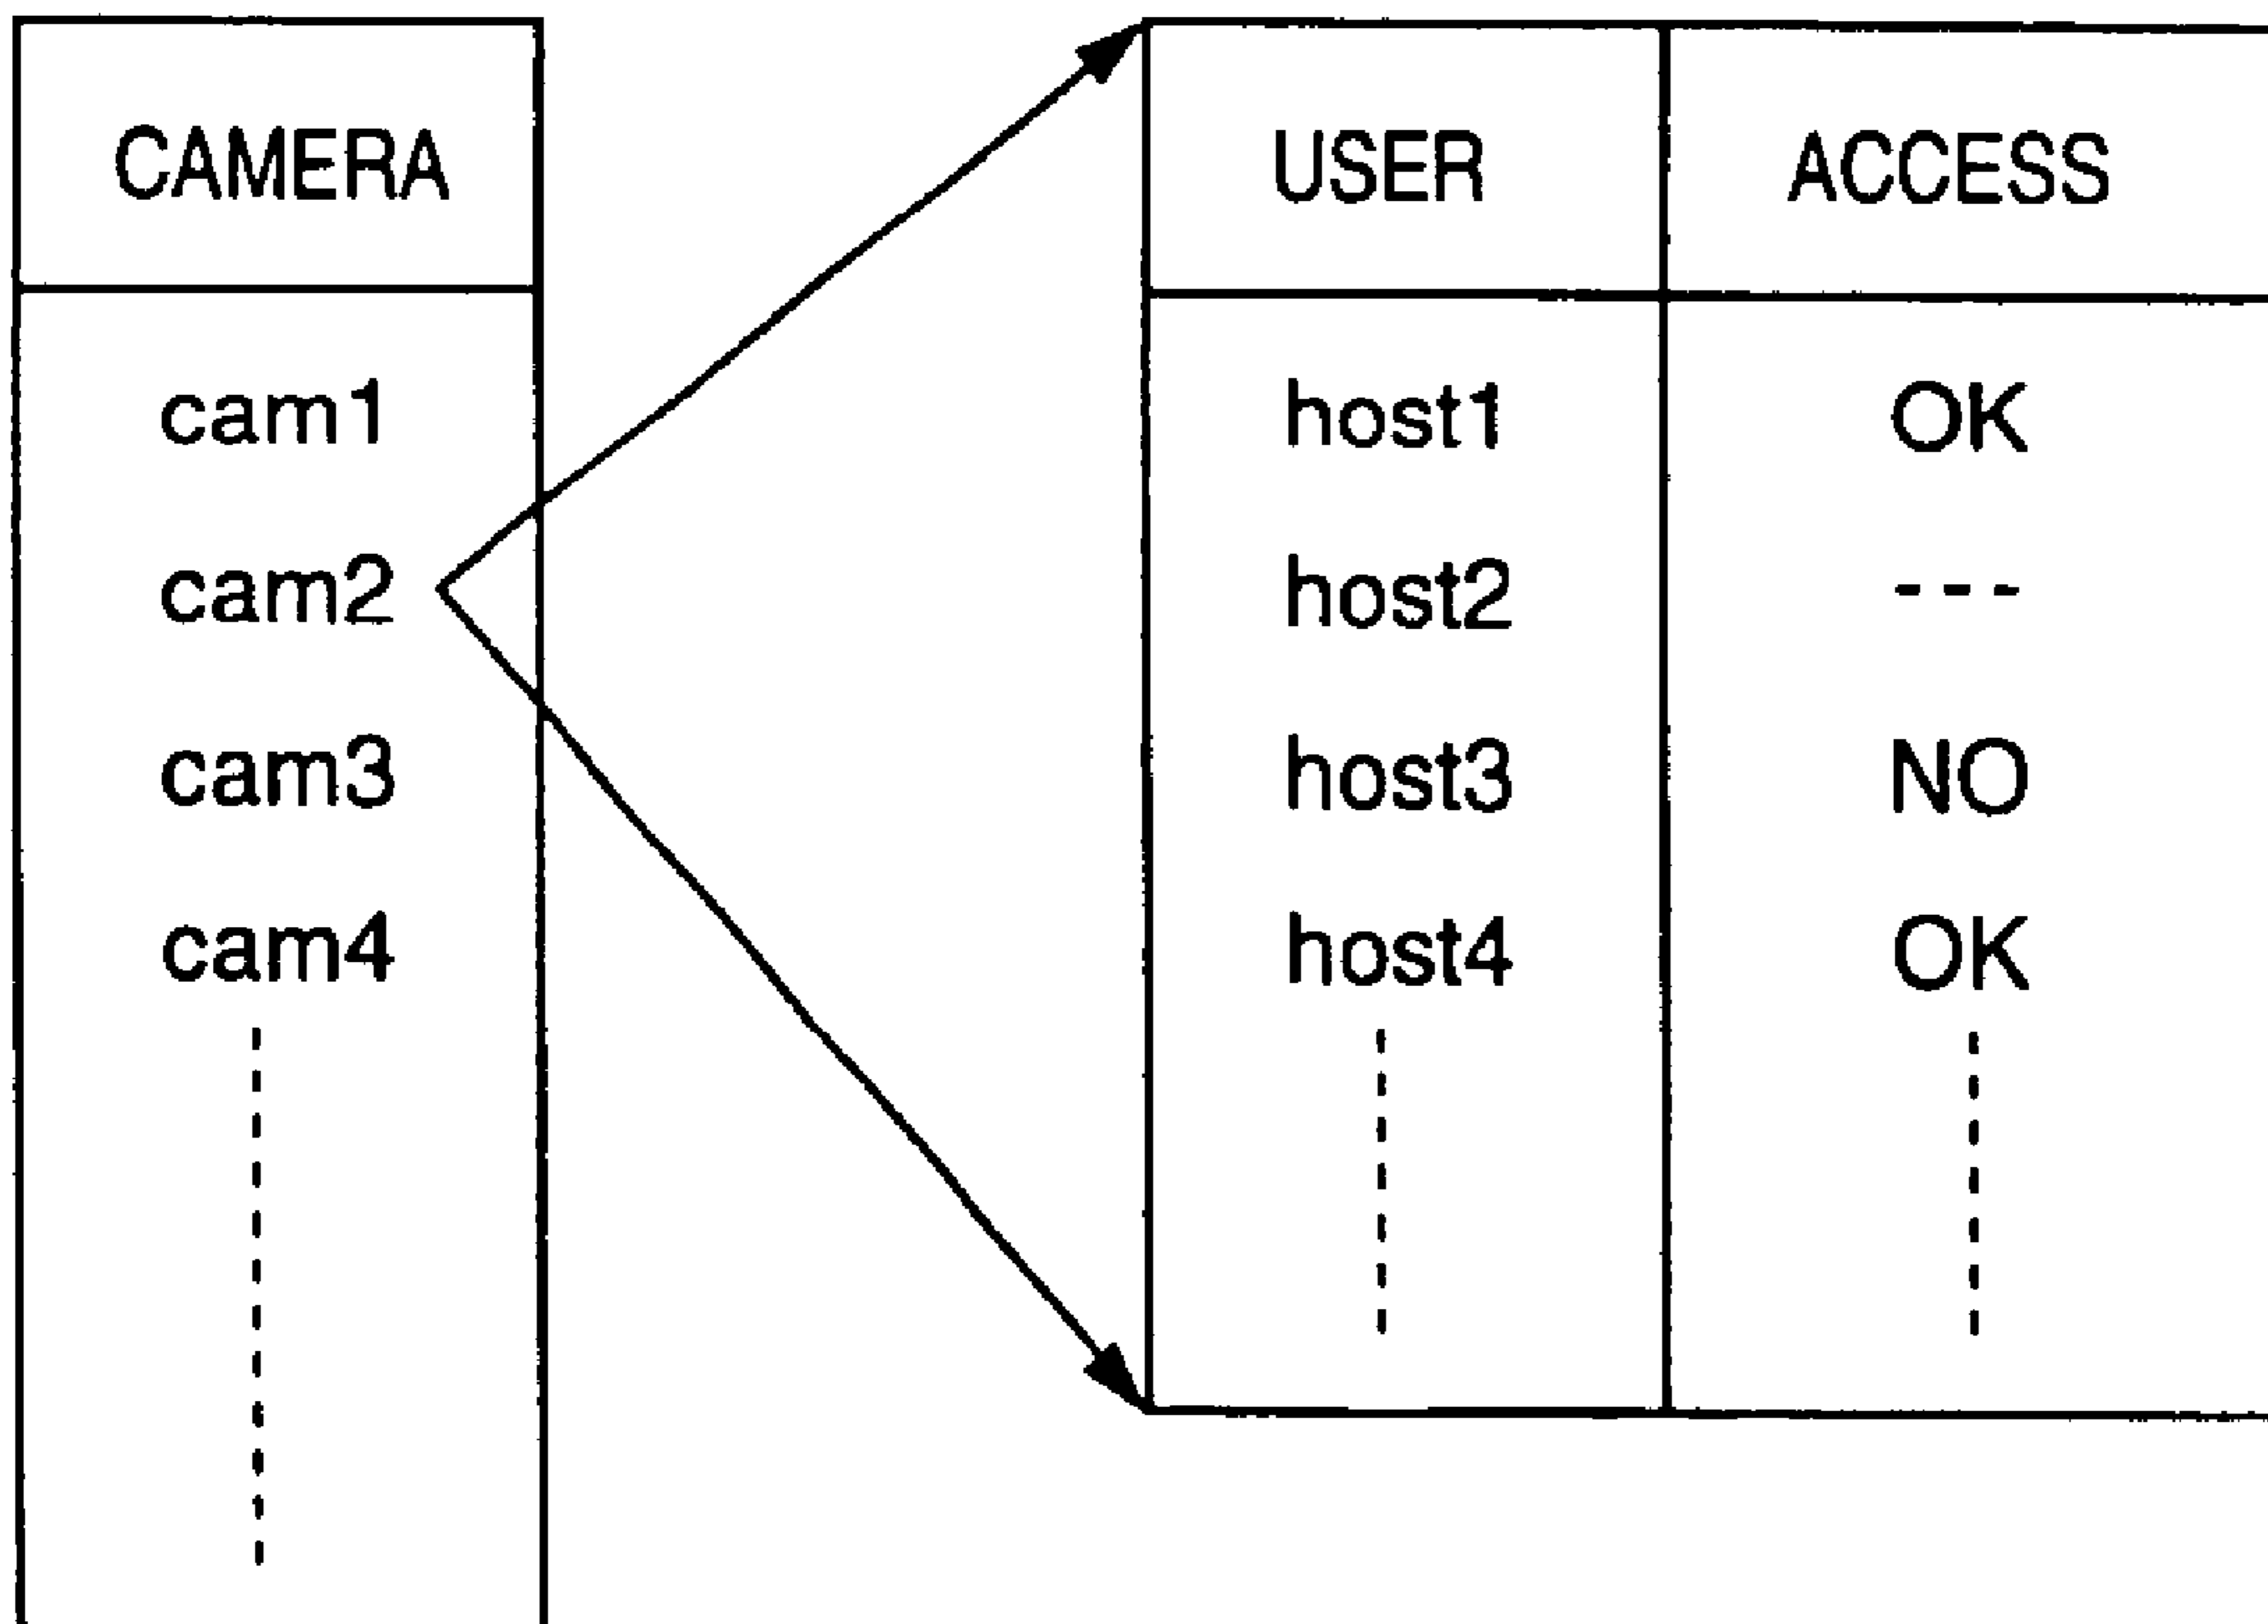 CAMERA USER ACCESS
cam1 host1 OK
cam2 host2 ---
cam3 host3 NO
cam4 host4 OK